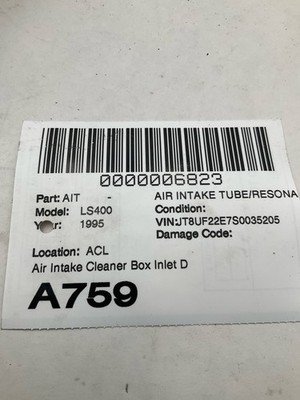 0000006823
Part: AIT - AIR INTAKE TUBE/RESONA
Model: LS400 Condition:
Year: 1995 VIN:JT8UF22E7S0035205
Damage Code:
Location: ACL
Air Intake Cleaner Box Inlet D
A759